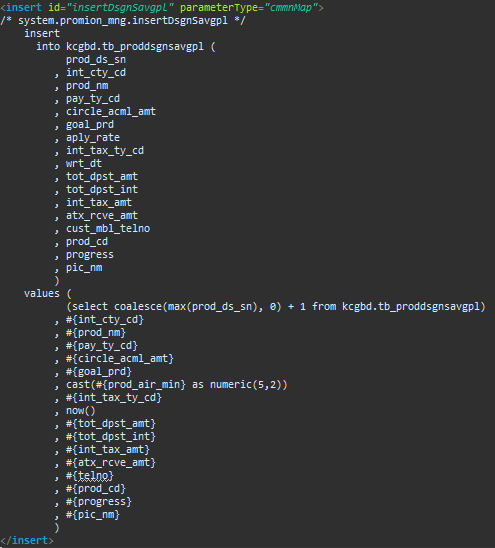 <insert id="insertDsgnSavgpl" parameterType="cmmnMap">
/* system.promion_mng.insertDsgnSavgpl */
insert
into kcgbd.tb_proddsgnsavgpl (
prod_ds_sn
, int_cty_cd
, prod_nm
, pay_ty_cd
, circle_acml_amt
, goal_prd
, aply_rate
, int_tax_ty_cd
, wrt_dt
, tot_dpst_amt
, tot_dpst_int
, int_tax_amt
, atx_rcve_amt
, cust_mbl_telno
, prod_cd
, progress
, pic_nm
)
values (
(select coalesce(max(prod_ds_sn), 0) + 1 from kcgbd.tb_proddsgnsavgpl)
, #{int_cty_cd}
, #{prod_nm}
, #{pay_ty_cd}
, #{circle_acml_amt}
, #{goal_prd}
, cast(#{prod_air_min} as numeric(5,2))
, #{int_tax_ty_cd}
, now()
, #{tot_dpst_amt}
, #{tot_dpst_int}
, #{int_tax_amt}
, #{atx_rcve_amt}
, #{telno}
, #{prod_cd}
, #{progress}
, #{pic_nm}
)
</insert>